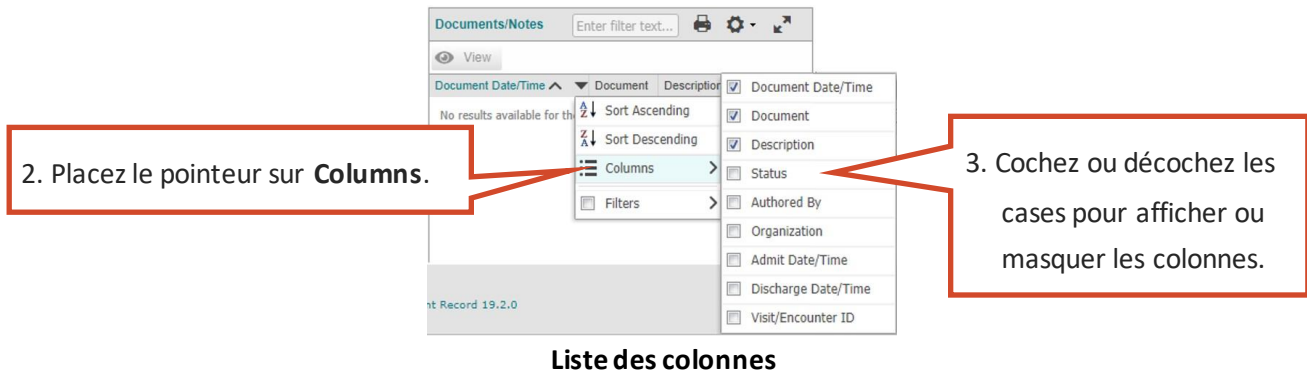 Documents/Notes Enter filter text...
View
Document Date/Time Document Description
No results available for th
Sort Ascending
Sort Descending
Columns
Filters
Document Date/Time
Document
Description
Status
Authored By
Organization
Admit Date/Time
Discharge Date/Time
Visit/Encounter ID
2. Placez le pointeur sur Columns.
3. Cochez ou décochez les
cases pour afficher ou
masquer les colonnes.
nt Record 19.2.0
Liste des colonnes